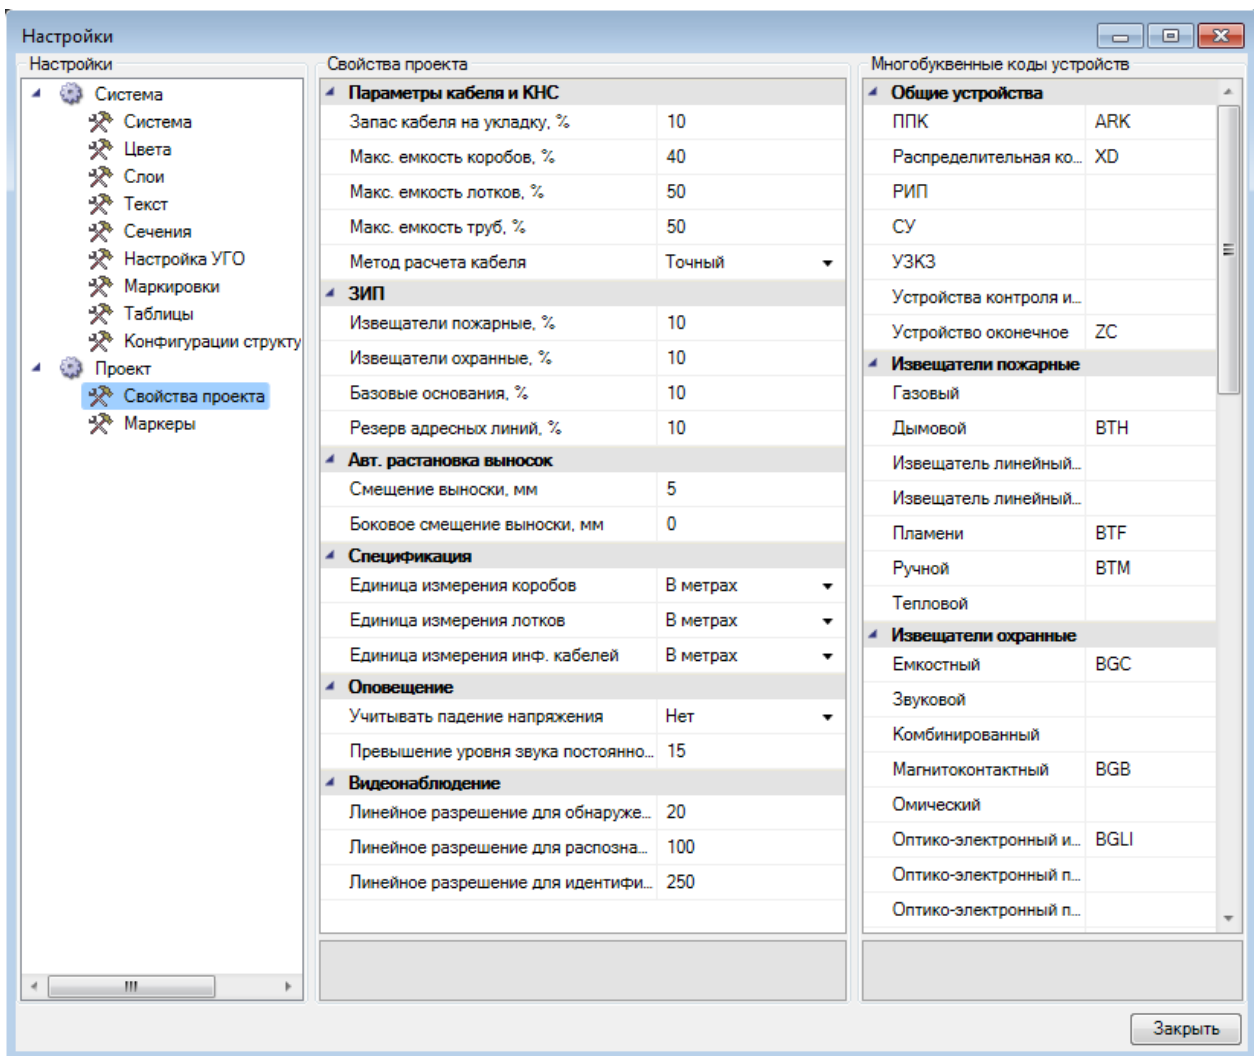 Настройки
Настройки
Система
Система
Цвета
Слои
Текст
Сечения
Настройка УГО
Маркировки
Таблицы
Конфигурации структу
Проект
Свойства проекта
Маркеры
Свойства проекта
Параметры кабеля и КНС
Запас кабеля на укладку, % 10
Макс. емкость коробов, % 40
Макс. емкость лотков, % 50
Макс. емкость труб, % 50
Метод расчета кабеля Точный
ЗИП
Извещатели пожарные, % 10
Извещатели охранные, % 10
Базовые основания, % 10
Резерв адресных линий, % 10
Авт. растановка выносок
Смещение выноски, мм 5
Боковое смещение выноски, мм 0
Спецификация
Единица измерения коробов В метрах
Единица измерения лотков В метрах
Единица измерения инф. кабелей В метрах
Оповещение
Учитывать падение напряжения Нет
Превышение уровня звука постоянно... 15
Видеонаблюдение
Линейное разрешение для обнаруже... 20
Линейное разрешение для распозна... 100
Линейное разрешение для идентифи... 250
Многобуквенные коды устройств
Общие устройства
ППК ARK
Распределительная ко... XD
РИП
СУ
УЗКЗ
Устройства контроля и...
Устройство оконечное ZC
Извещатели пожарные
Газовый
Дымовой BTH
Извещатель линейный...
Извещатель линейный...
Пламени BTF
Ручной BTM
Тепловой
Извещатели охранные
Емкостный BGC
Звуковой
Комбинированный
Магнитоконтактный BGB
Омический
Оптико-электронный и... BGLI
Оптико-электронный п...
Оптико-электронный п...
Закрыть